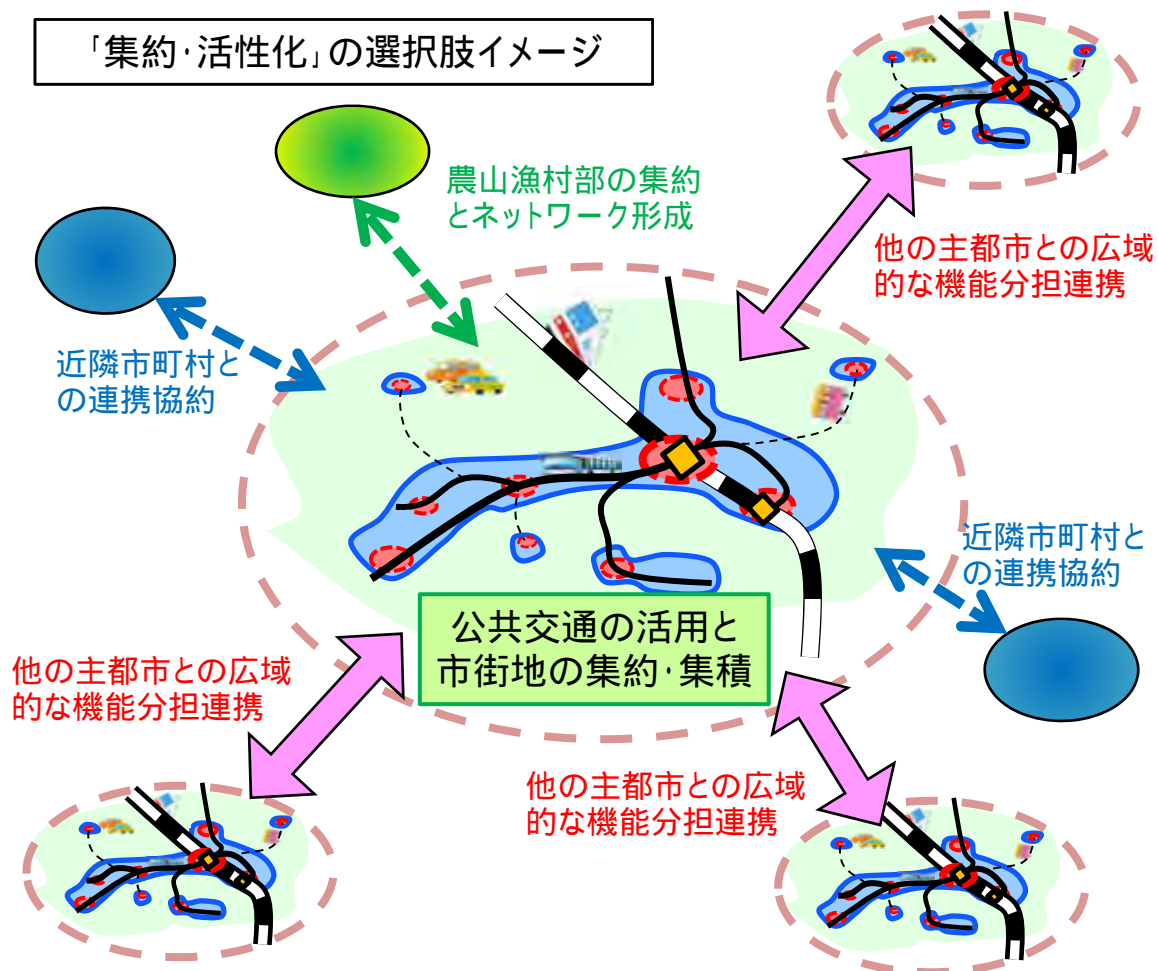 「集約・活性化」の選択肢イメージ
農山漁村部の集約
とネットワーク形成
他の主都市との広域
的な機能分担連携
近隣市町村と
の連携協約
近隣市町村と
の連携協約
公共交通の活用と
市街地の集約・集積
他の主都市との広域
的な機能分担連携
他の主都市との広域
的な機能分担連携